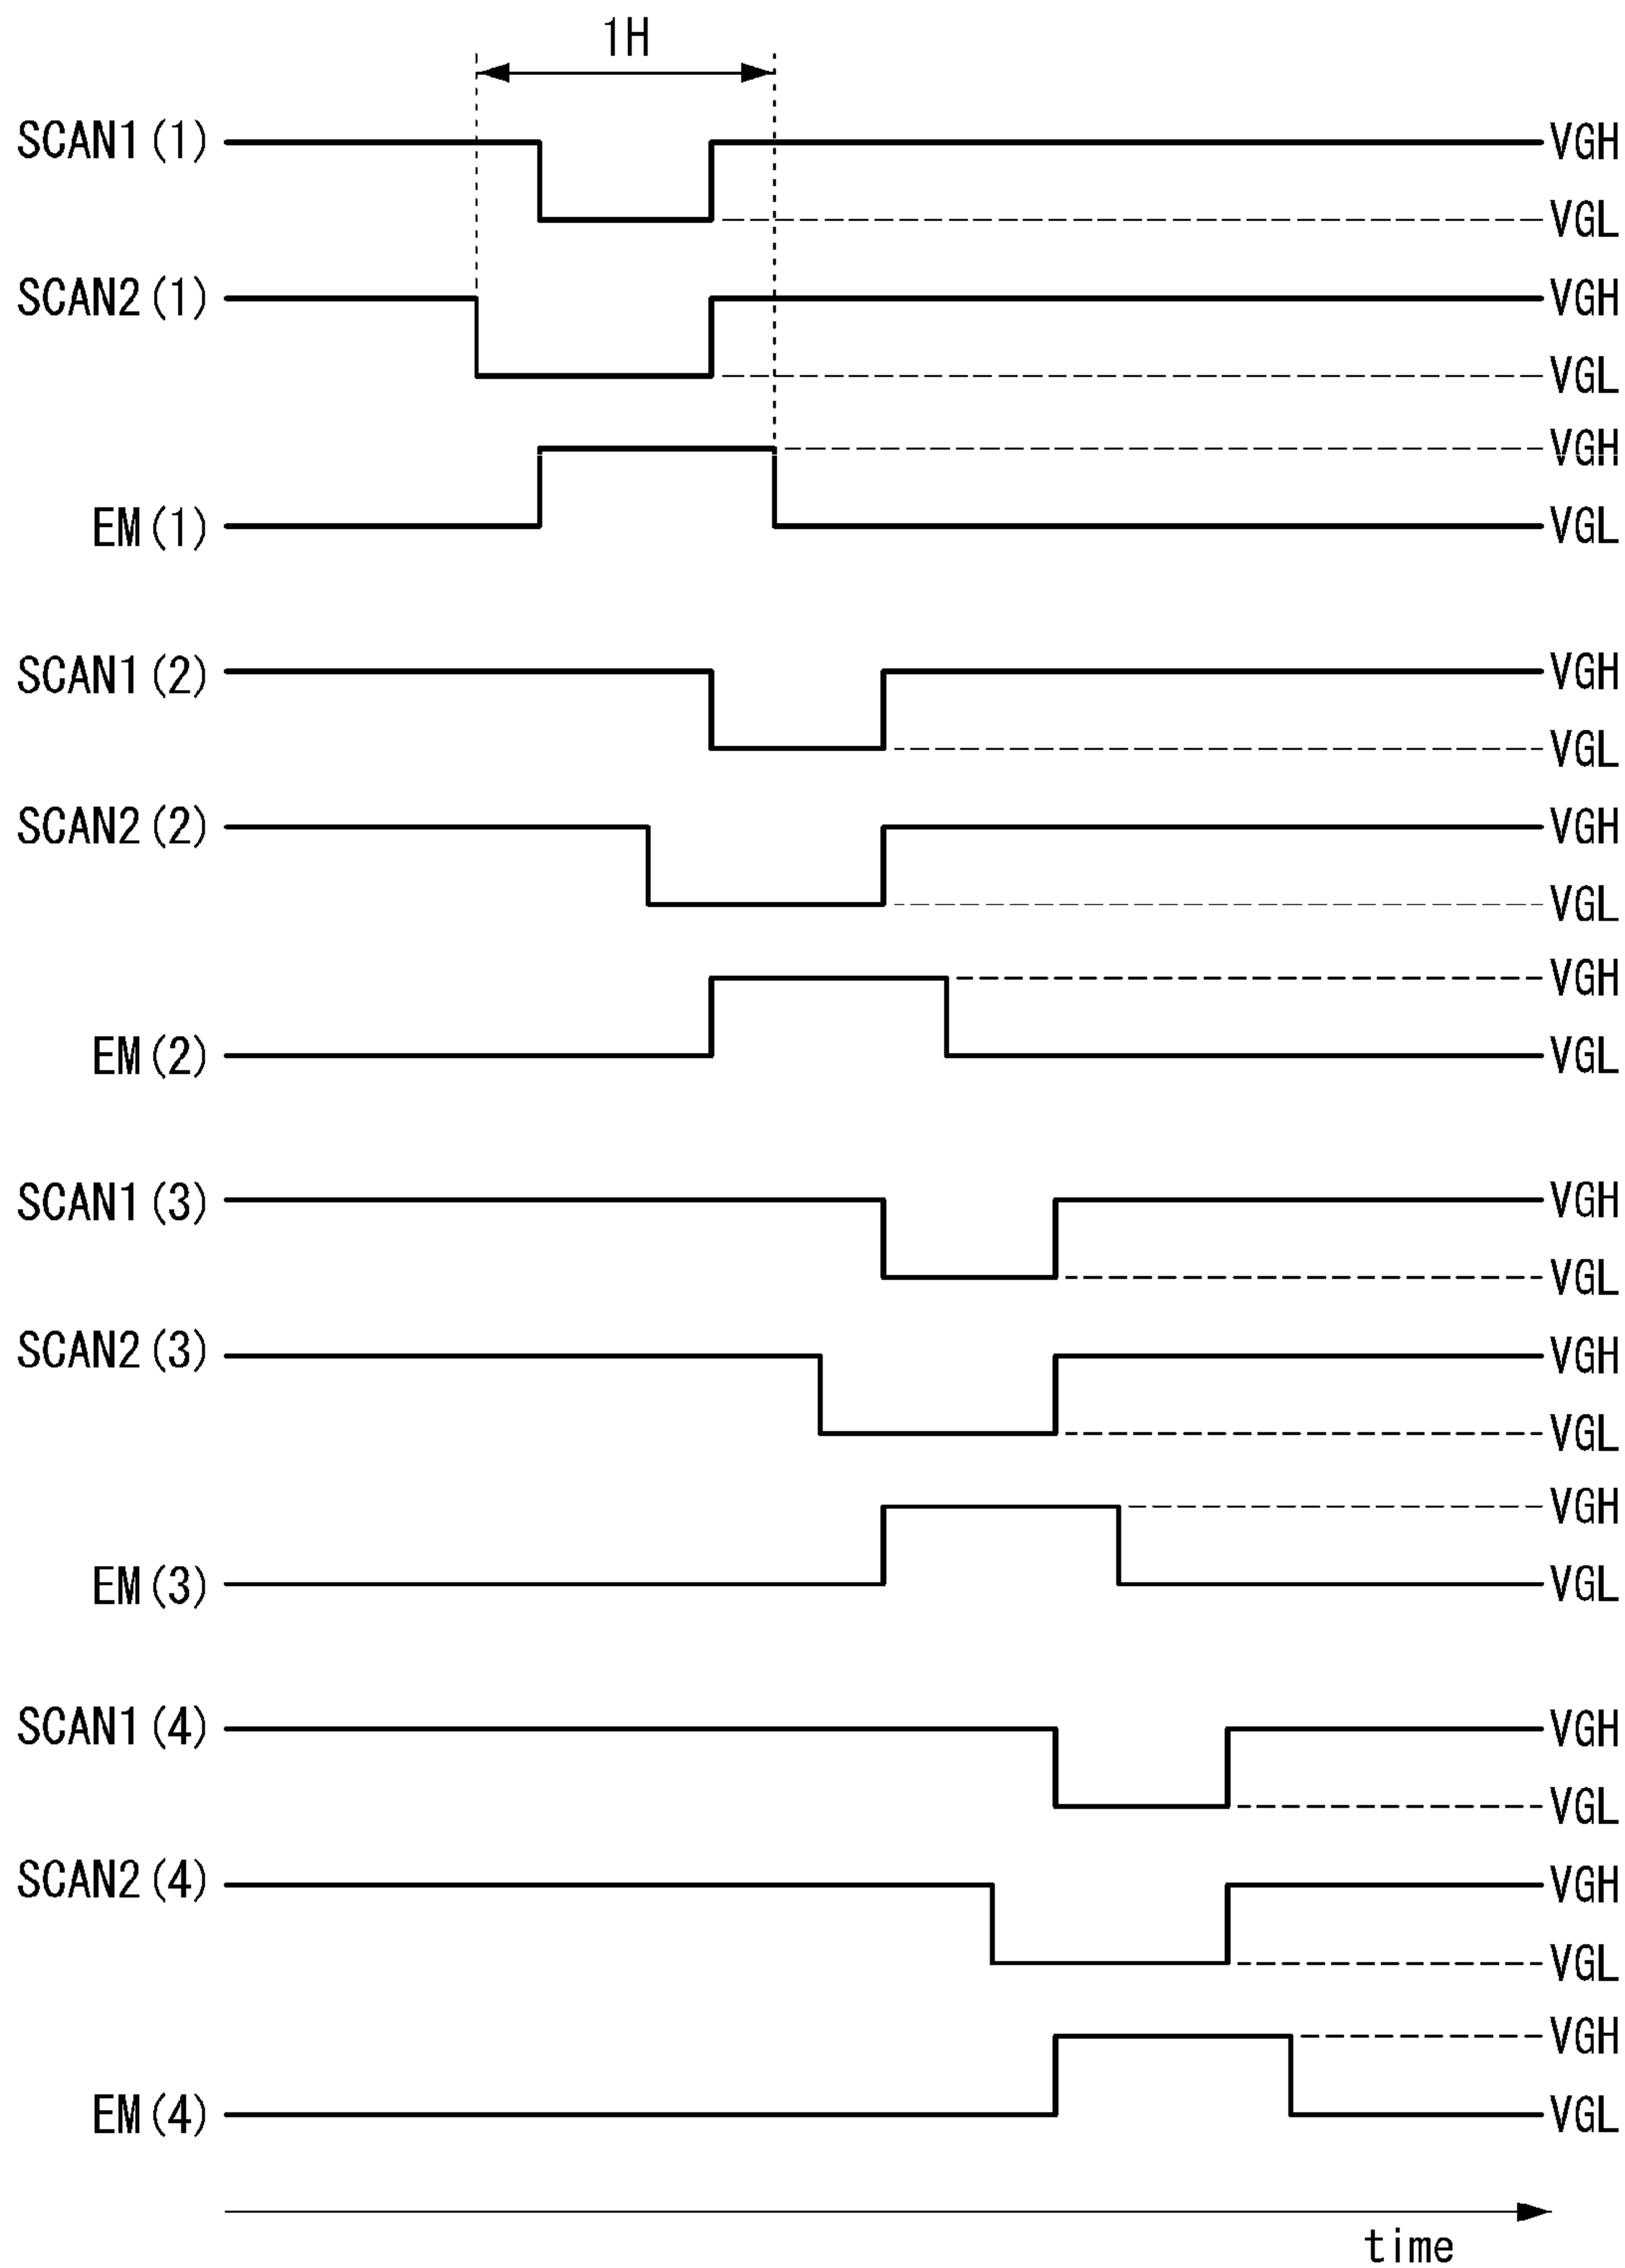 1H
SCAN1(1) VGH
VGL
SCAN2(1) VGH
VGL
VGH
EM(1) VGL
SCAN1(2) VGH
VGL
SCAN2(2) VGH
VGL
VGH
EM(2) VGL
SCAN1(3) VGH
VGL
SCAN2(3) VGH
VGL
VGH
EM(3) VGL
SCAN1(4) VGH
VGL
SCAN2(4) VGH
VGL
VGH
EM(4) VGL
time